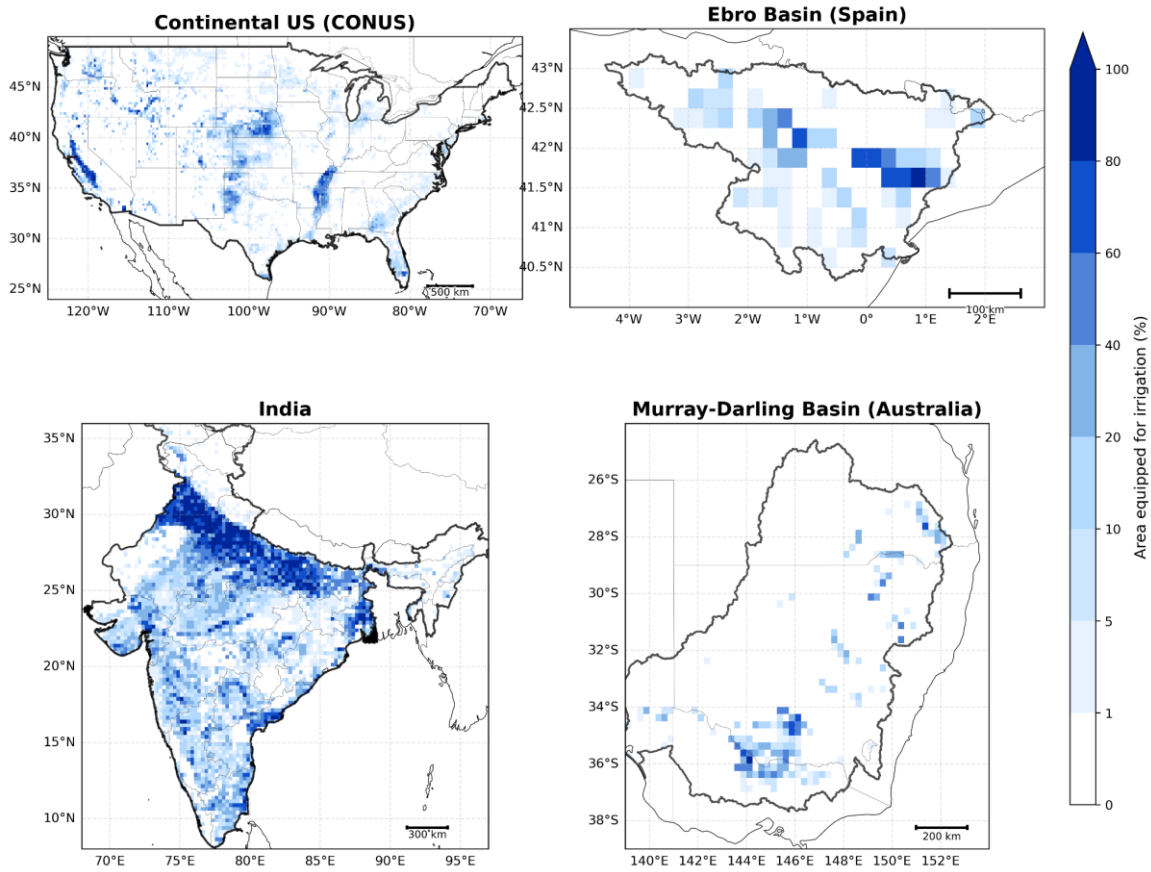 Continental US (CONUS)
45°N
40°N
35°N
30°N
25°N
120°W 110°W 100°W 90°W 80°W 70°W
500 km
Ebro Basin (Spain)
43°N
42.5°N
42°N
41.5°N
41°N
40.5°N
4°W 3°W 2°W 1°W 0° 1°E 2°E
100 km
India
35°N
30°N
25°N
20°N
15°N
10°N
70°E 75°E 80°E 85°E 90°E 95°E
300 km
Murray-Darling Basin (Australia)
26°S
28°S
30°S
32°S
34°S
36°S
38°S
140°E 142°E 144°E 146°E 148°E 150°E 152°E
200 km
100
80
60
40
20
10
5
1
0
Area equipped for irrigation (%)